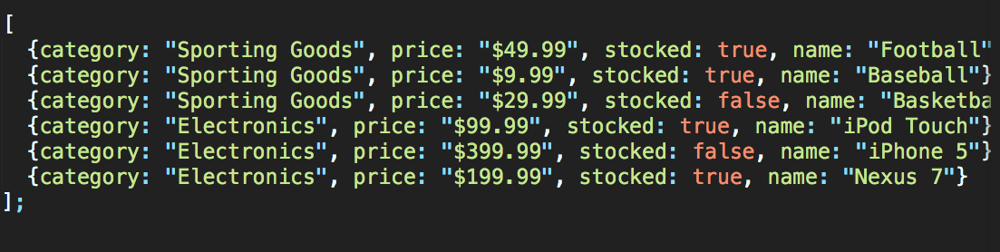 [
{category: "Sporting Goods", price: "$49.99", stocked: true, name: "Football"
{category: "Sporting Goods", price: "$9.99", stocked: true, name: "Baseball"}
{category: "Sporting Goods", price: "$29.99", stocked: false, name: "Basketba
{category: "Electronics", price: "$99.99", stocked: true, name: "iPod Touch"}
{category: "Electronics", price: "$399.99", stocked: false, name: "iPhone 5"}
{category: "Electronics", price: "$199.99", stocked: true, name: "Nexus 7"}
];